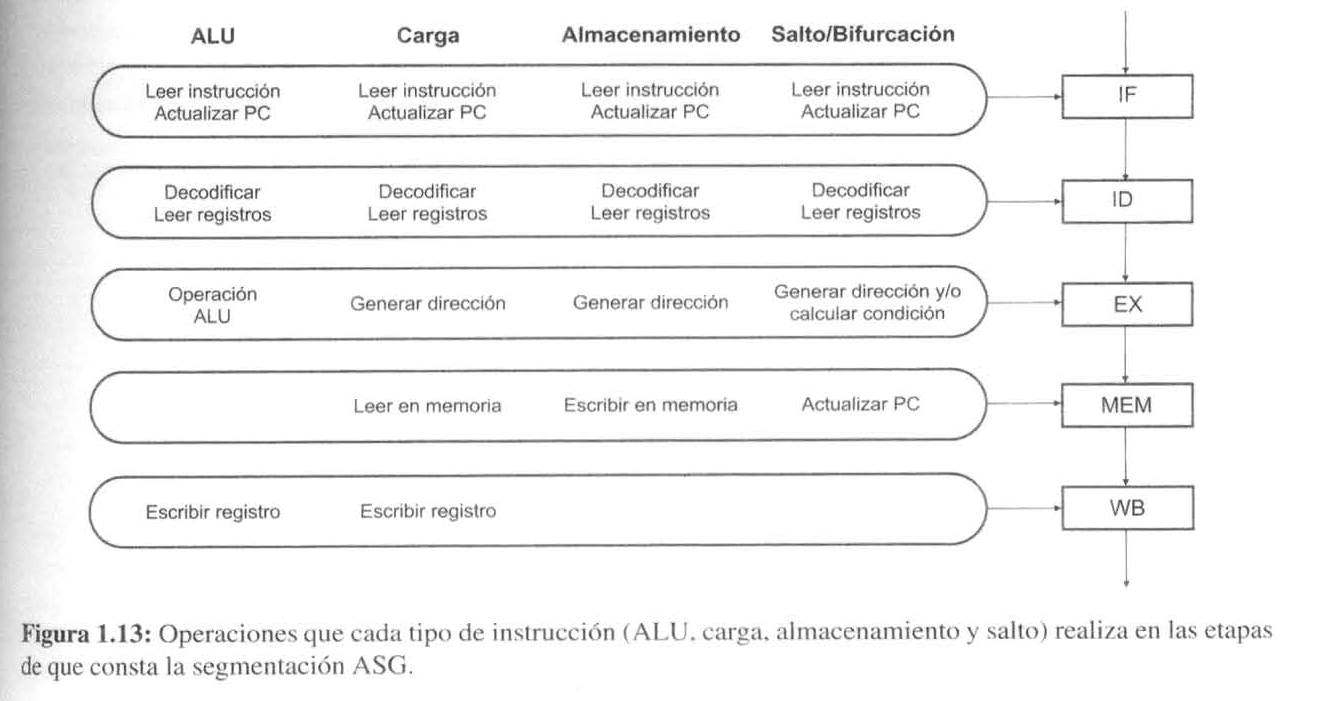 ALU Carga Almacenamiento Salto/Bifurcación
Leer instrucción Leer instrucción Leer instrucción Leer instrucción
Actualizar PC Actualizar PC Actualizar PC Actualizar PC
IF
Decodificar Decodificar Decodificar Decodificar
Leer registros Leer registros Leer registros Leer registros
ID
Operación
ALU
Generar dirección
Generar dirección
Generar dirección y/o
calcular condición
EX
Leer en memoria Escribir en memoria Actualizar PC
MEM
Escribir registro Escribir registro
WB
Figura 1.13: Operaciones que cada tipo de instrucción (ALU, carga, almacenamiento y salto) realiza en las etapas
de que consta la segmentación ASG.